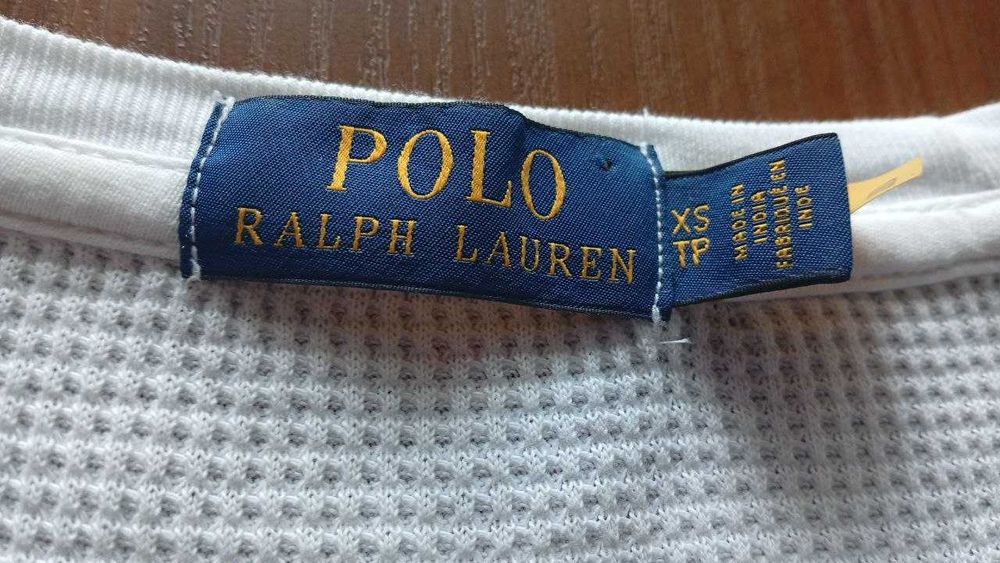 POLO
RALPH LAUREN
XS
TP
MADE IN
INDIA
FABRIQUÉ EN
INDE